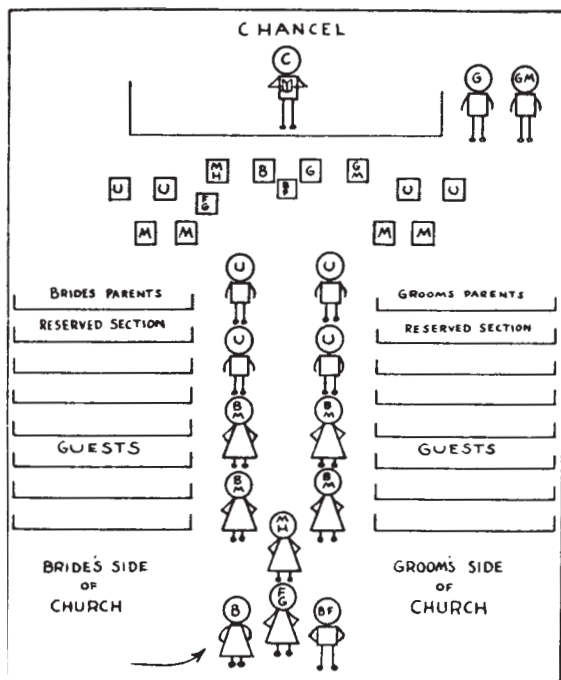 CHANCEL
C
G GM
MH B G GM
U U BF U U
FG
M M M M
U U
BRIDES PARENTS GROOMS PARENTS
RESERVED SECTION RESERVED SECTION
U U
BM BM
GUESTS GUESTS
BM BM
MH
BRIDE'S SIDE GROOM'S SIDE
OF OF
CHURCH CHURCH
FG
B BF